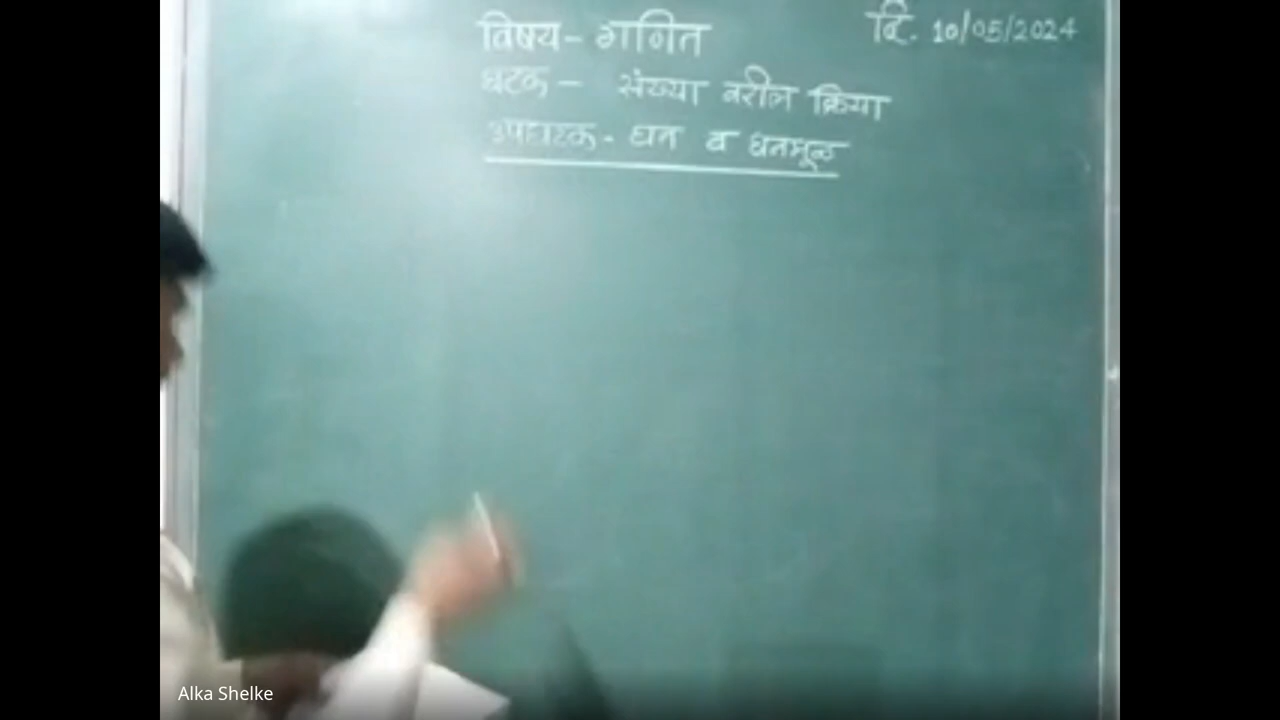 विषय - गणित
दि. 10/05/2024
घटक - संख्या वरील क्रिया
उपघटक - घन व घनमूळ
Alka Shelke